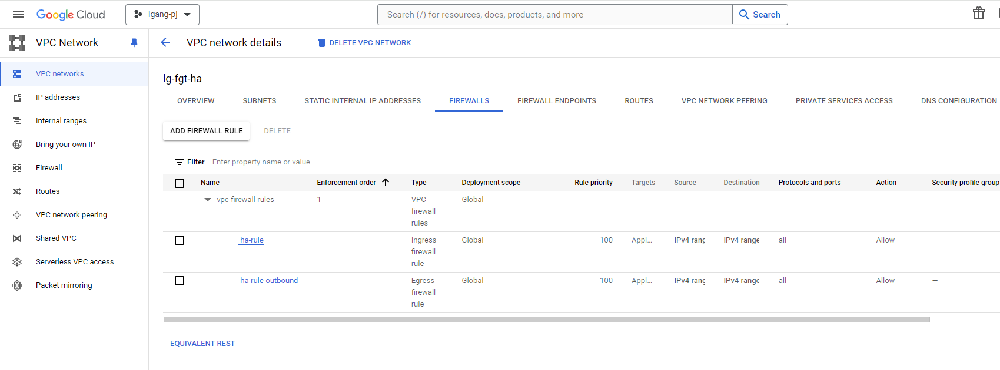 Google Cloud
lgang-pj
Search (/) for resources, docs, products, and more
Search
VPC Network
VPC network details
DELETE VPC NETWORK
VPC networks
IP addresses
Internal ranges
Bring your own IP
Firewall
Routes
VPC network peering
Shared VPC
Serverless VPC access
Packet mirroring
lg-fgt-ha
OVERVIEW SUBNETS STATIC INTERNAL IP ADDRESSES FIREWALLS FIREWALL ENDPOINTS ROUTES VPC NETWORK PEERING PRIVATE SERVICES ACCESS DNS CONFIGURATION
ADD FIREWALL RULE DELETE
Filter Enter property name or value
Name Enforcement order Type Deployment scope Rule priority Targets Source Destination Protocols and ports Action Security profile group
vpc-firewall-rules 1 VPC firewall rules Global
ha-rule Ingress firewall rule Global 100 Appl... IPv4 rang IPv4 range all Allow —
ha-rule-outbound Egress firewall rule Global 100 Appl... IPv4 rang IPv4 range all Allow —
EQUIVALENT REST